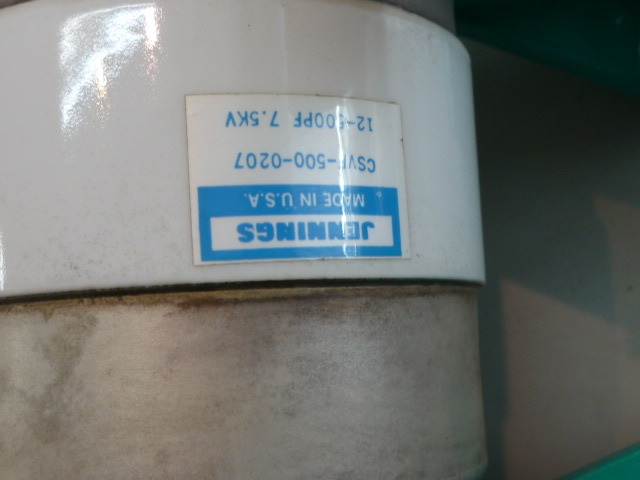 JENNINGS
MADE IN U.S.A.
CSVF-500-0207
12-500PF 7.5KV